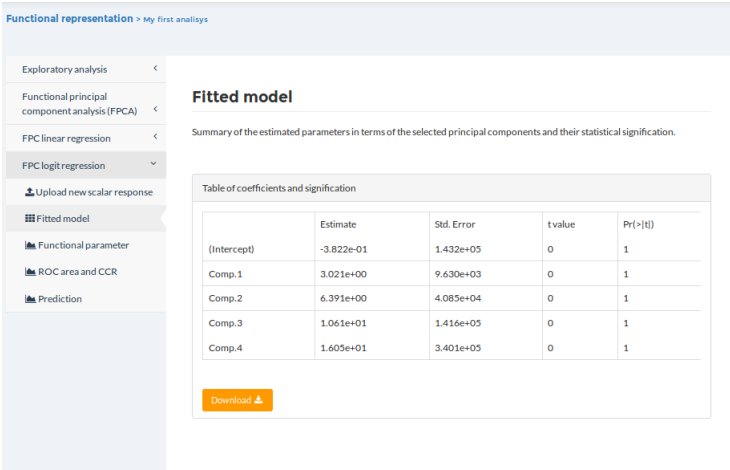 Functional representation > My first analisys
Exploratory analysis
Functional principal
component analysis (FPCA)
FPC linear regression
FPC logit regression
Upload new scalar response
Fitted model
Functional parameter
ROC area and CCR
Prediction
Fitted model
Summary of the estimated parameters in terms of the selected principal components and their statistical signification.
Table of coefficients and signification
Estimate Std. Error t value Pr(>|t|)
(Intercept) -3.822e-01 1.432e+05 0 1
Comp.1 3.021e+00 9.630e+03 0 1
Comp.2 6.391e+00 4.085e+04 0 1
Comp.3 1.061e+01 1.416e+05 0 1
Comp.4 1.605e+01 3.401e+05 0 1
Download